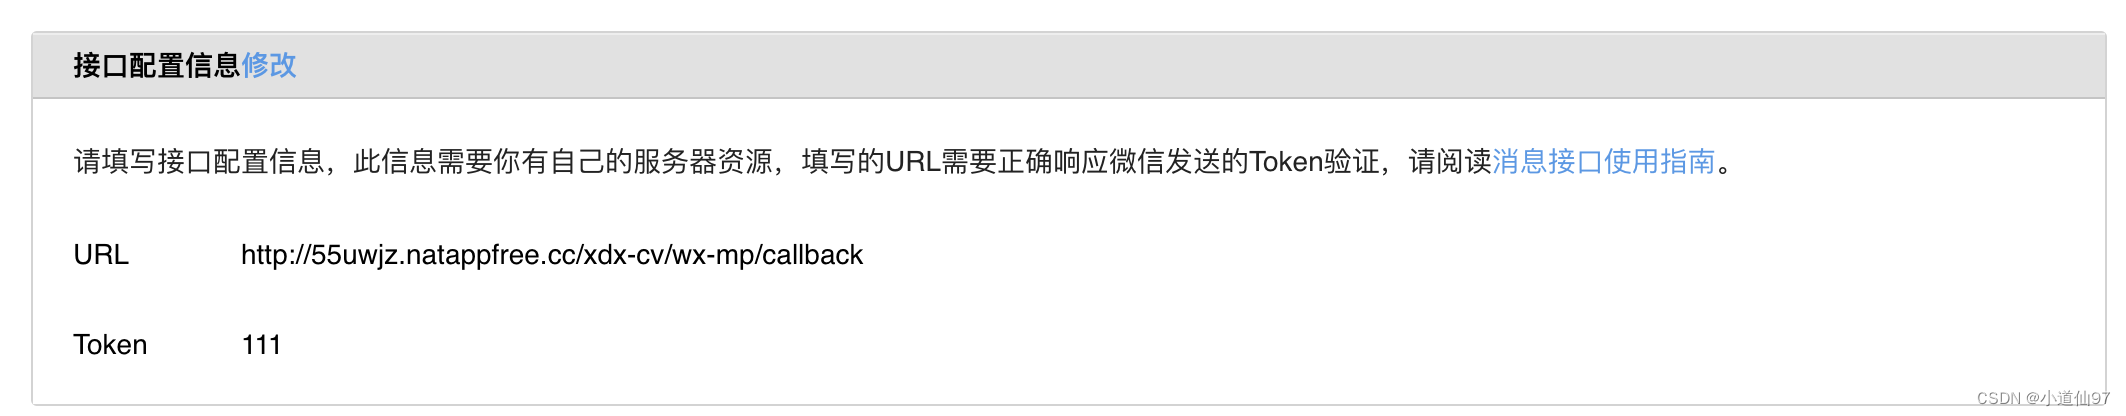 接口配置信息修改
请填写接口配置信息，此信息需要你有自己的服务器资源，填写的URL需要正确响应微信发送的Token验证，请阅读消息接口使用指南。
URL http://55uwjz.natappfree.cc/xdx-cv/wx-mp/callback
Token 111
CSDN @小道仙97